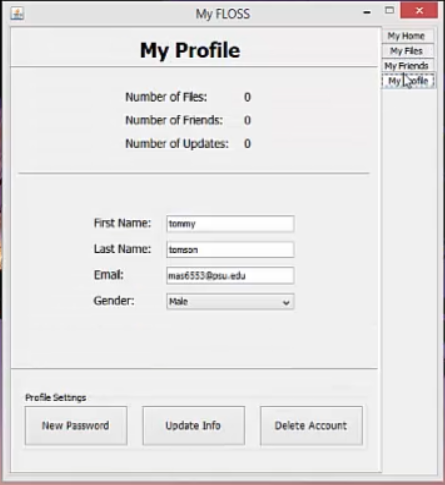 My FLOSS
My Home
My Files
My Friends
My Profile
My Profile
Number of Files: 0
Number of Friends: 0
Number of Updates: 0
First Name: tommy
Last Name: tomson
Email: mas6553@psu.edu
Gender: Male
Profile Settings
New Password
Update Info
Delete Account